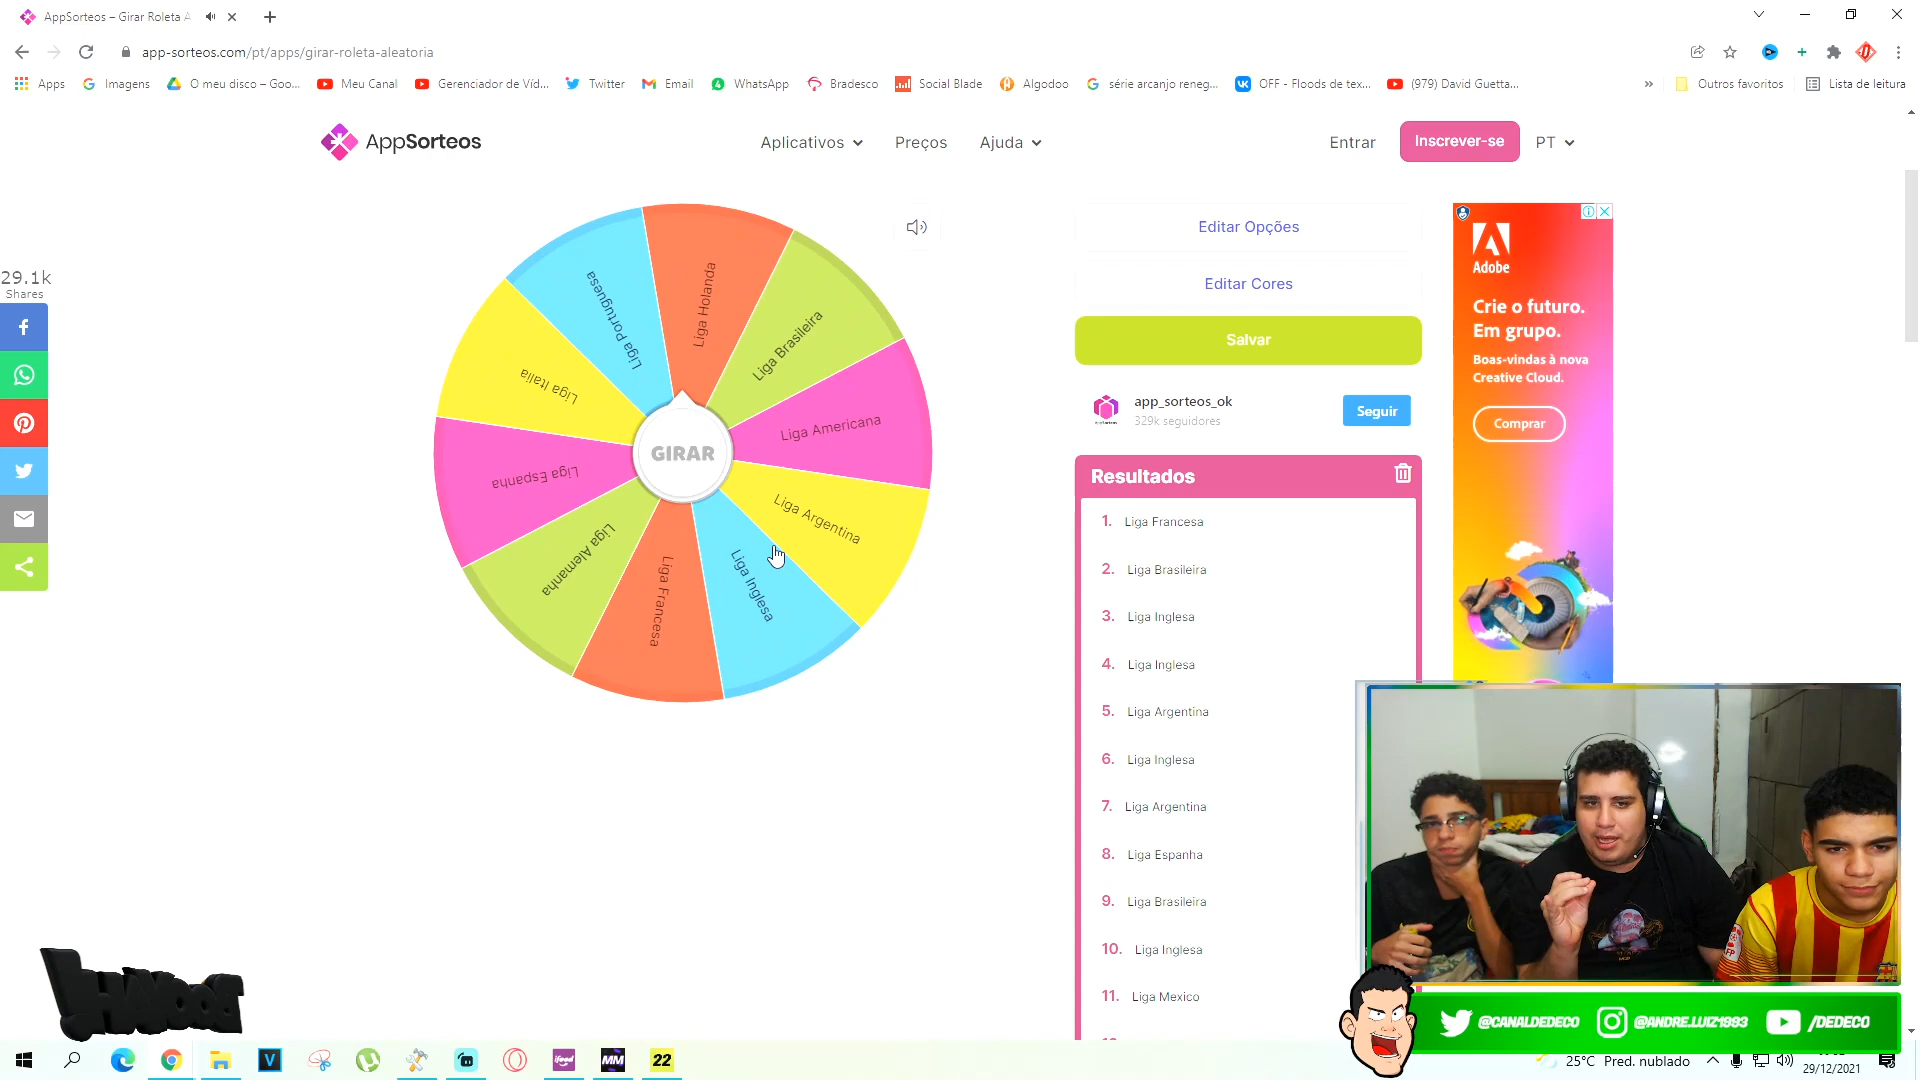 AppSorteos – Girar Roleta A
app-sorteos.com/pt/apps/girar-roleta-aleatoria
Apps
Imagens
O meu disco – Goo...
Meu Canal
Gerenciador de Víd...
Twitter
Email
WhatsApp
Bradesco
Social Blade
Algodoo
série arcanjo reneg...
OFF - Floods de tex...
(979) David Guetta...
»
Outros favoritos
Lista de leitura
AppSorteos
Aplicativos
Preços
Ajuda
Entrar
Inscrever-se
PT
29.1k
Shares
Liga Holanda
Liga Brasileira
Liga Americana
Liga Argentina
Liga Inglesa
Liga Francesa
Liga Alemanha
Liga Espanha
Liga Italia
Liga Portuguesa
GIRAR
Editar Opções
Editar Cores
Salvar
app_sorteos_ok
329k seguidores
Seguir
Resultados
1. Liga Francesa
2. Liga Brasileira
3. Liga Inglesa
4. Liga Inglesa
5. Liga Argentina
6. Liga Inglesa
7. Liga Argentina
8. Liga Espanha
9. Liga Brasileira
10. Liga Inglesa
11. Liga Mexico
Adobe
Crie o futuro.
Em grupo.
Boas-vindas à nova
Creative Cloud.
Comprar
@CANALDEDECO
@ANDRE.LUIZ1993
/DEDECO
V
ifood
MM
22
25°C Pred. nublado
29/12/2021